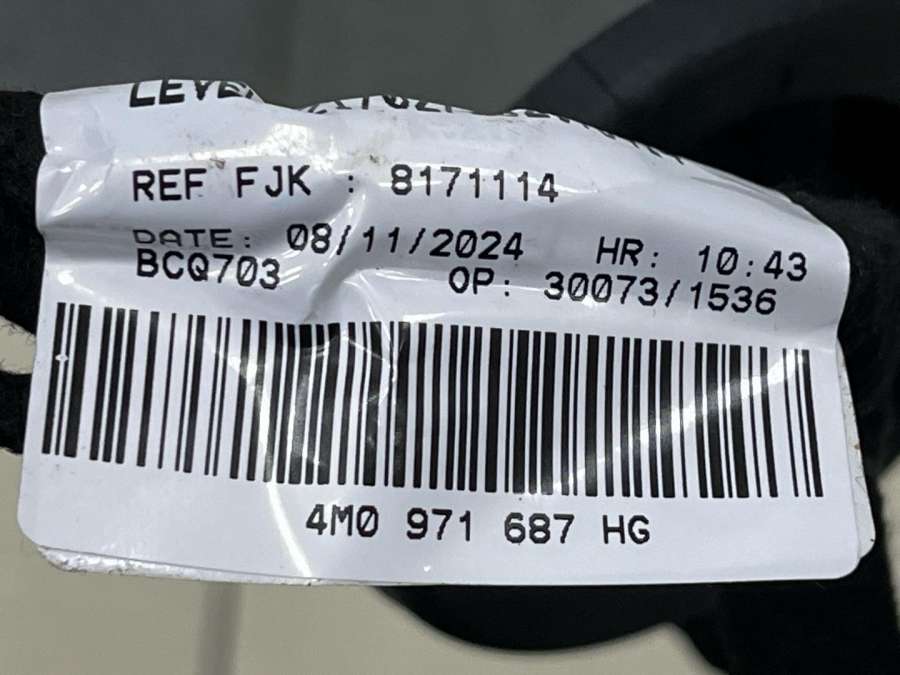 REF FJK : 8171114
DATE: 08/11/2024 HR: 10:43
BCQ703 OP: 30073/1536
4M0 971 687 HG